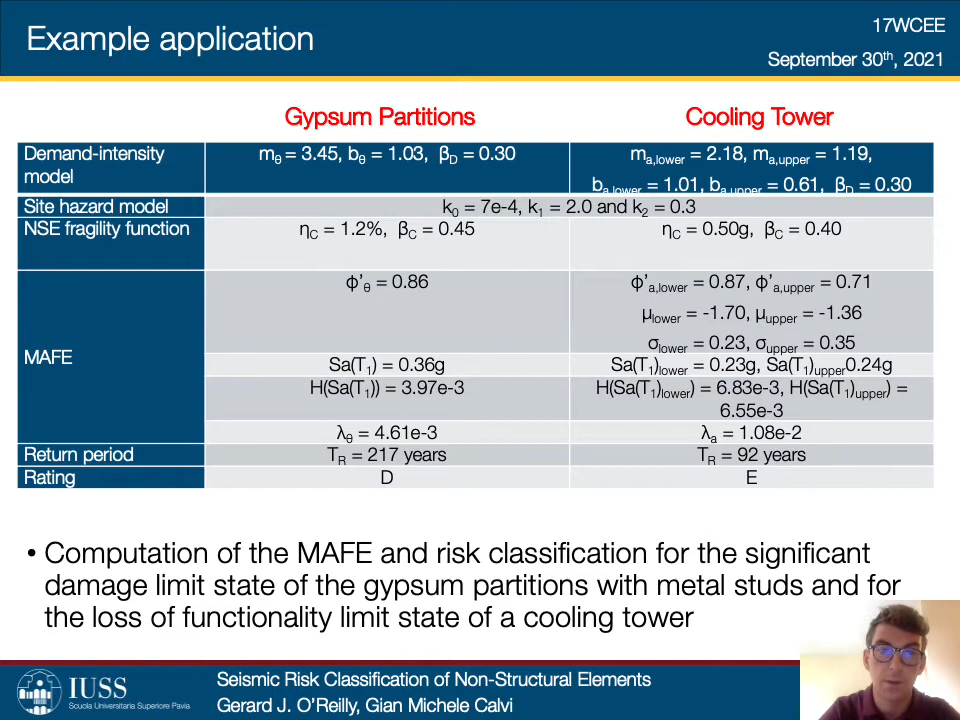 Example application
17WCEE
September 30th, 2021
Gypsum Partitions
Cooling Tower
Demand-intensity model
mθ = 3.45, bθ = 1.03, βD = 0.30
ma,lower = 2.18, ma,upper = 1.19,
ba,lower = 1.01, ba,upper = 0.61, βD = 0.30
Site hazard model
k0 = 7e-4, k1 = 2.0 and k2 = 0.3
NSE fragility function
ηC = 1.2%, βC = 0.45
ηC = 0.50g, βC = 0.40
MAFE
ϕ'θ = 0.86
ϕ'a,lower = 0.87, ϕ'a,upper = 0.71
μlower = -1.70, μupper = -1.36
σlower = 0.23, σupper = 0.35
Sa(T1) = 0.36g
Sa(T1)lower = 0.23g, Sa(T1)upper0.24g
H(Sa(T1)) = 3.97e-3
H(Sa(T1)lower) = 6.83e-3, H(Sa(T1)upper) =
6.55e-3
λθ = 4.61e-3
λa = 1.08e-2
Return period
TR = 217 years
TR = 92 years
Rating
D
E
• Computation of the MAFE and risk classification for the significant
damage limit state of the gypsum partitions with metal studs and for
the loss of functionality limit state of a cooling tower
IUSS
Scuola Universitaria Superiore Pavia
Seismic Risk Classification of Non-Structural Elements
Gerard J. O'Reilly, Gian Michele Calvi